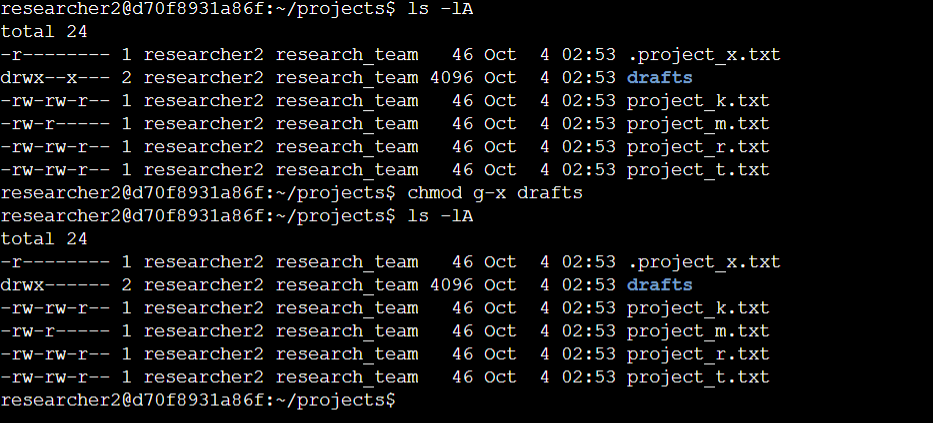 researcher2@d70f8931a86f:~/projects$ ls -lA
total 24
-r-------- 1 researcher2 research_team   46 Oct  4 02:53 .project_x.txt
drwx--x--- 2 researcher2 research_team 4096 Oct  4 02:53 drafts
-rw-rw-r-- 1 researcher2 research_team   46 Oct  4 02:53 project_k.txt
-rw-r----- 1 researcher2 research_team   46 Oct  4 02:53 project_m.txt
-rw-rw-r-- 1 researcher2 research_team   46 Oct  4 02:53 project_r.txt
-rw-rw-r-- 1 researcher2 research_team   46 Oct  4 02:53 project_t.txt
researcher2@d70f8931a86f:~/projects$ chmod g-x drafts
researcher2@d70f8931a86f:~/projects$ ls -lA
total 24
-r-------- 1 researcher2 research_team   46 Oct  4 02:53 .project_x.txt
drwx------ 2 researcher2 research_team 4096 Oct  4 02:53 drafts
-rw-rw-r-- 1 researcher2 research_team   46 Oct  4 02:53 project_k.txt
-rw-r----- 1 researcher2 research_team   46 Oct  4 02:53 project_m.txt
-rw-rw-r-- 1 researcher2 research_team   46 Oct  4 02:53 project_r.txt
-rw-rw-r-- 1 researcher2 research_team   46 Oct  4 02:53 project_t.txt
researcher2@d70f8931a86f:~/projects$